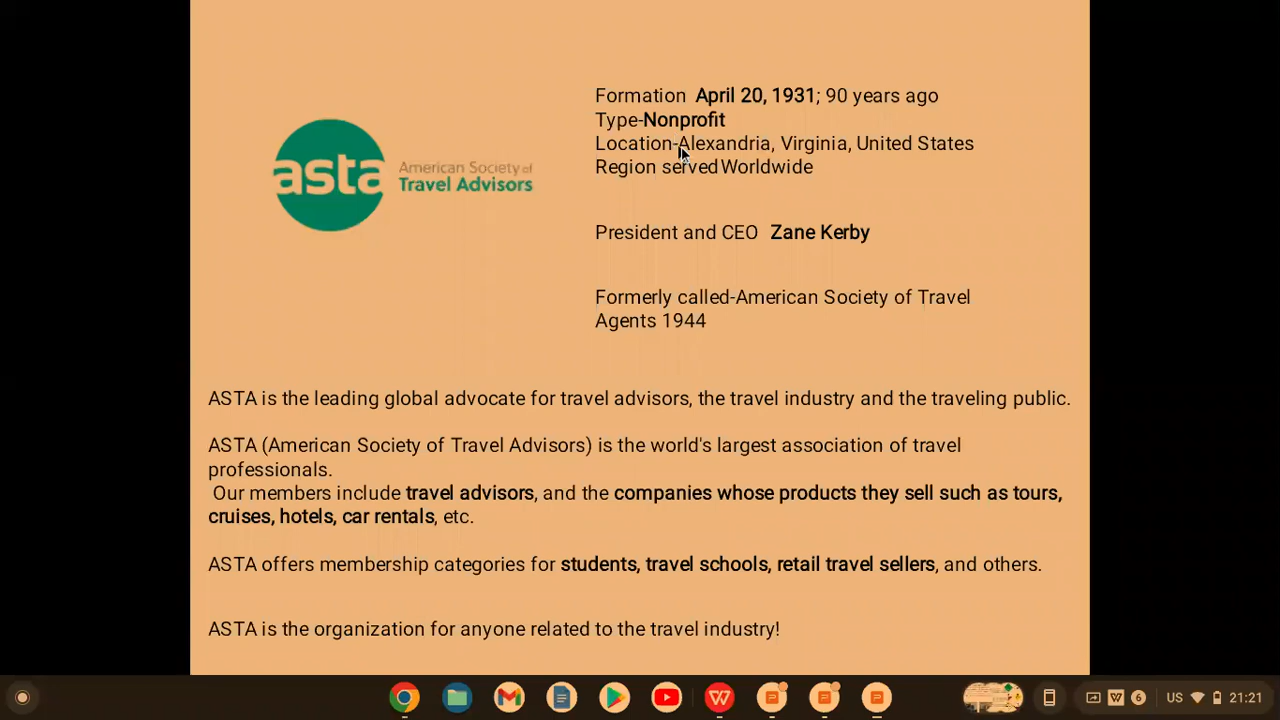 asta American Society of
Travel Advisors
Formation April 20, 1931; 90 years ago
Type-Nonprofit
Location-Alexandria, Virginia, United States
Region served Worldwide
President and CEO Zane Kerby
Formerly called-American Society of Travel
Agents 1944
ASTA is the leading global advocate for travel advisors, the travel industry and the traveling public.
ASTA (American Society of Travel Advisors) is the world's largest association of travel
professionals.
Our members include travel advisors, and the companies whose products they sell such as tours,
cruises, hotels, car rentals, etc.
ASTA offers membership categories for students, travel schools, retail travel sellers, and others.
ASTA is the organization for anyone related to the travel industry!
6 US 21:21